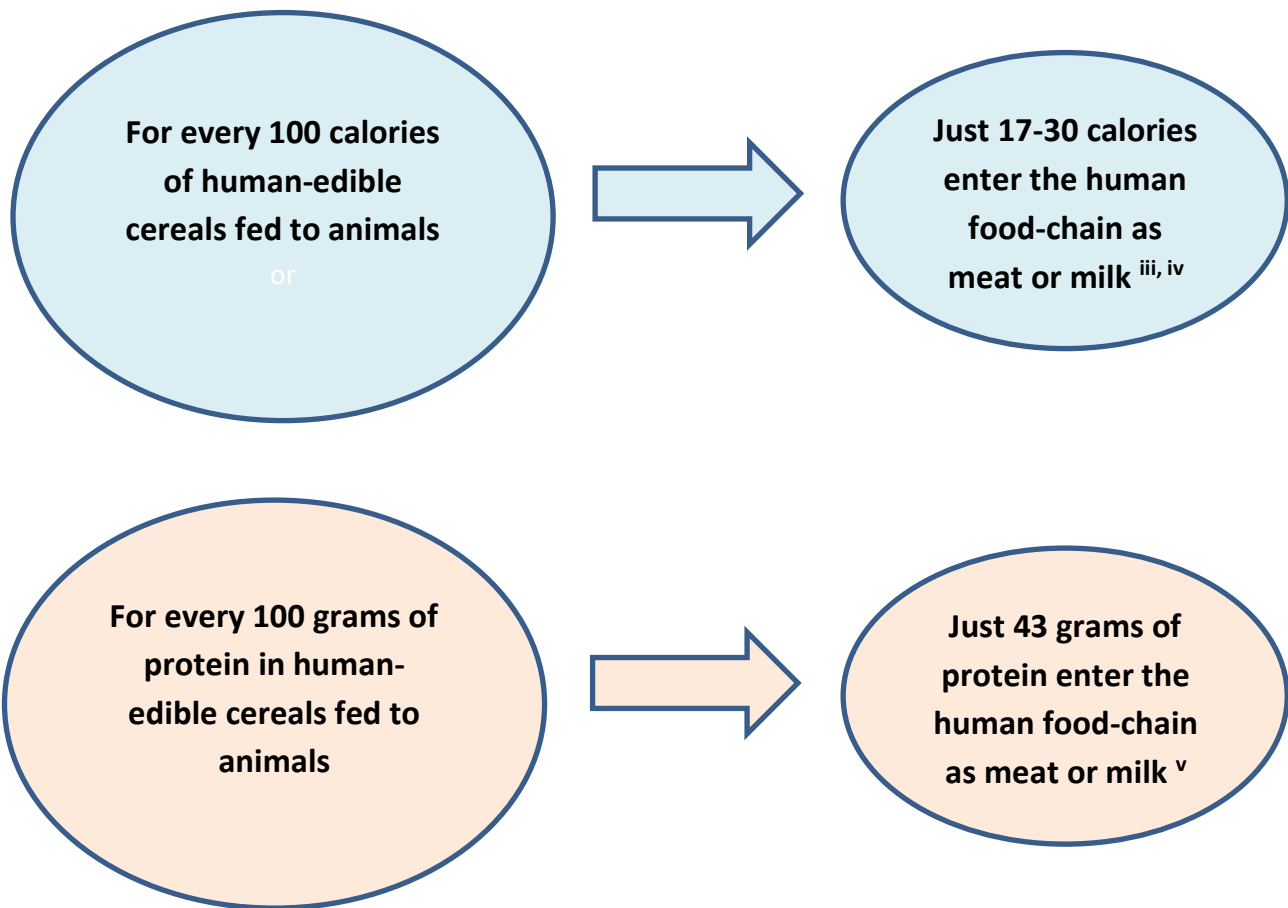 For every 100 calories
of human-edible
cereals fed to animals
or
Just 17-30 calories
enter the human
food-chain as
meat or milk iii, iv
For every 100 grams of
protein in human-
edible cereals fed to
animals
Just 43 grams of
protein enter the
human food-chain
as meat or milk v